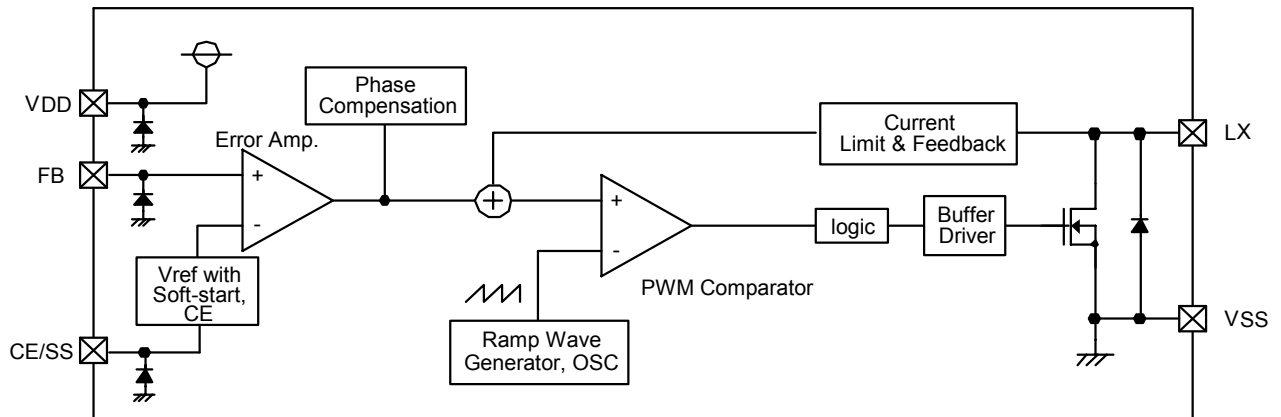 VDD
Phase
Compensation
Error Amp.
Current
Limit & Feedback
LX
FB
+
-
+
+
-
logic
Buffer
Driver
Vref with
Soft-start,
CE
PWM Comparator
CE/SS
Ramp Wave
Generator, OSC
VSS